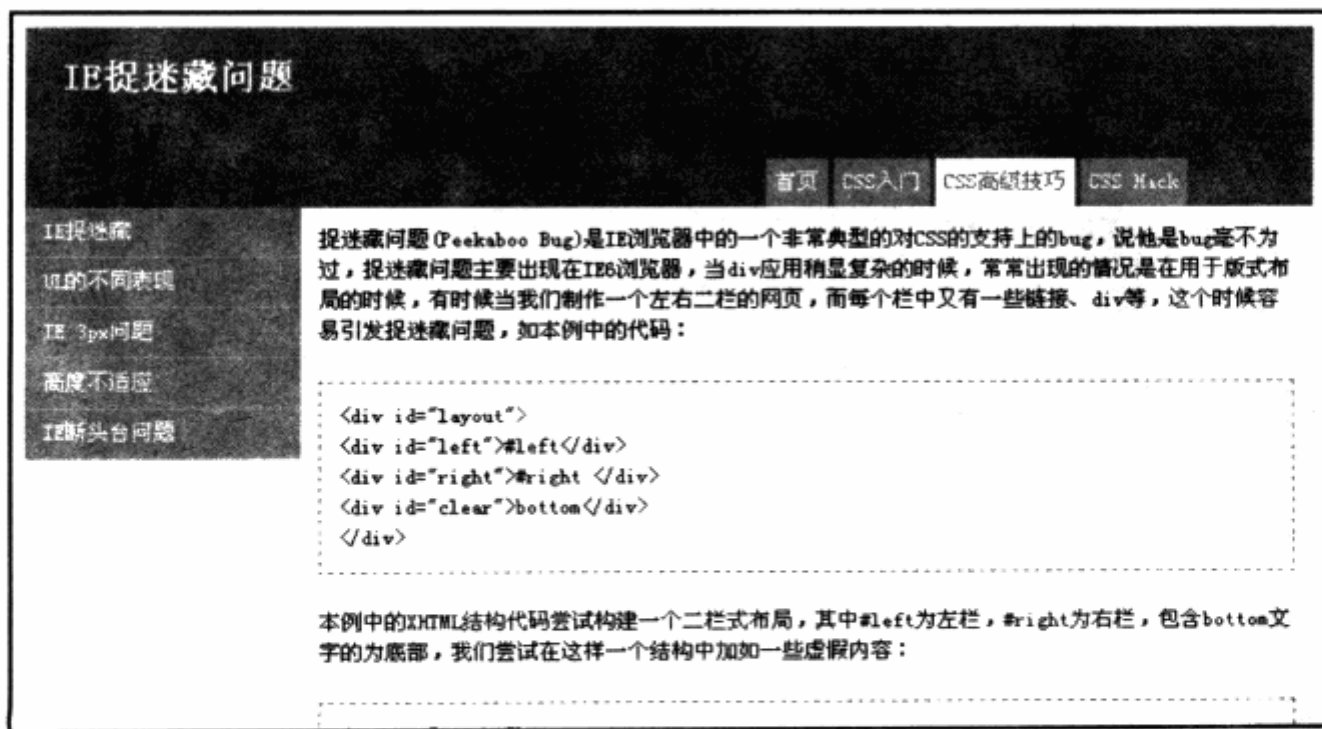 IE捉迷藏问题
首页 CSS入门 CSS高级技巧 CSS Hack
IE捉迷藏
UL的不同表现
IE 3px问题
高度不适应
IE断头台问题
捉迷藏问题(Peekaboo Bug)是IE浏览器中的一个非常典型的对CSS的支持上的bug，说他是bug毫不为
过，捉迷藏问题主要出现在IE6浏览器，当div应用稍显复杂的时候，常常出现的情况是在用于版式布
局的时候，有时候当我们制作一个左右二栏的网页，而每个栏中又有一些链接、div等，这个时候容
易引发捉迷藏问题，如本例中的代码：
<div id="layout">
<div id="left">#left</div>
<div id="right">#right </div>
<div id="clear">bottom</div>
</div>
本例中的XHTML结构代码尝试构建一个二栏式布局，其中#left为左栏，#right为右栏，包含bottom文
字的为底部，我们尝试在这样一个结构中加如一些虚假内容：